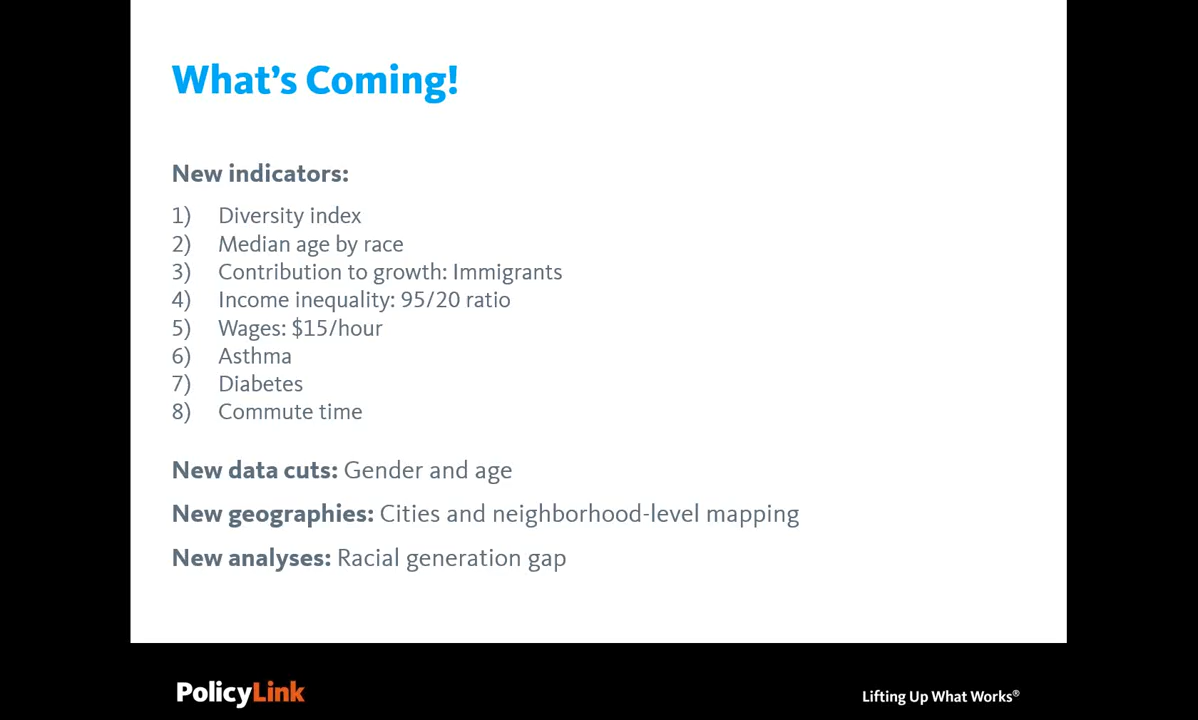 What's Coming!
New indicators:
1) Diversity index
2) Median age by race
3) Contribution to growth: Immigrants
4) Income inequality: 95/20 ratio
5) Wages: $15/hour
6) Asthma
7) Diabetes
8) Commute time
New data cuts: Gender and age
New geographies: Cities and neighborhood-level mapping
New analyses: Racial generation gap
PolicyLink
Lifting Up What Works®